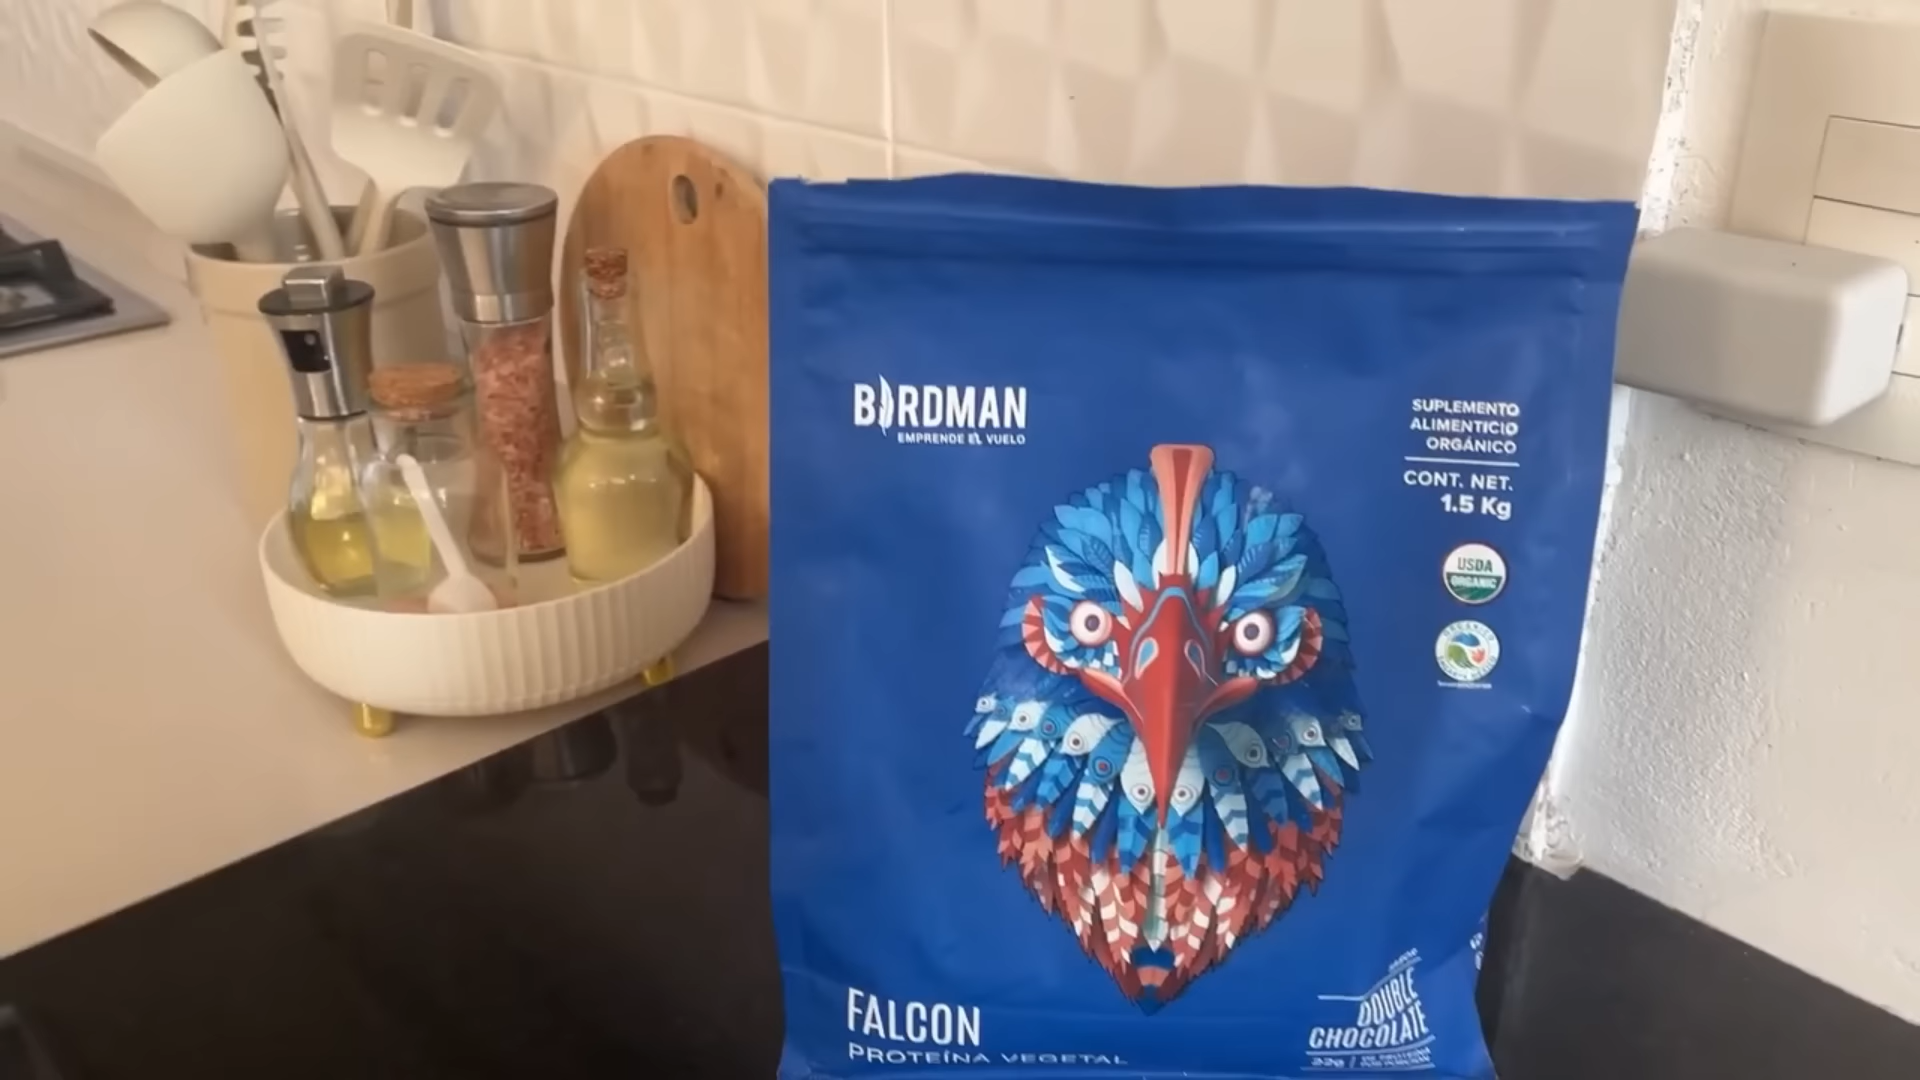 BIRDMAN
EMPRENDE EL VUELO
SUPLEMENTO
ALIMENTICIO
ORGÁNICO
CONT. NET.
1.5 Kg
USDA
ORGANIC
FALCON
PROTEÍNA VEGETAL
SABOR
DOUBLE
CHOCOLATE